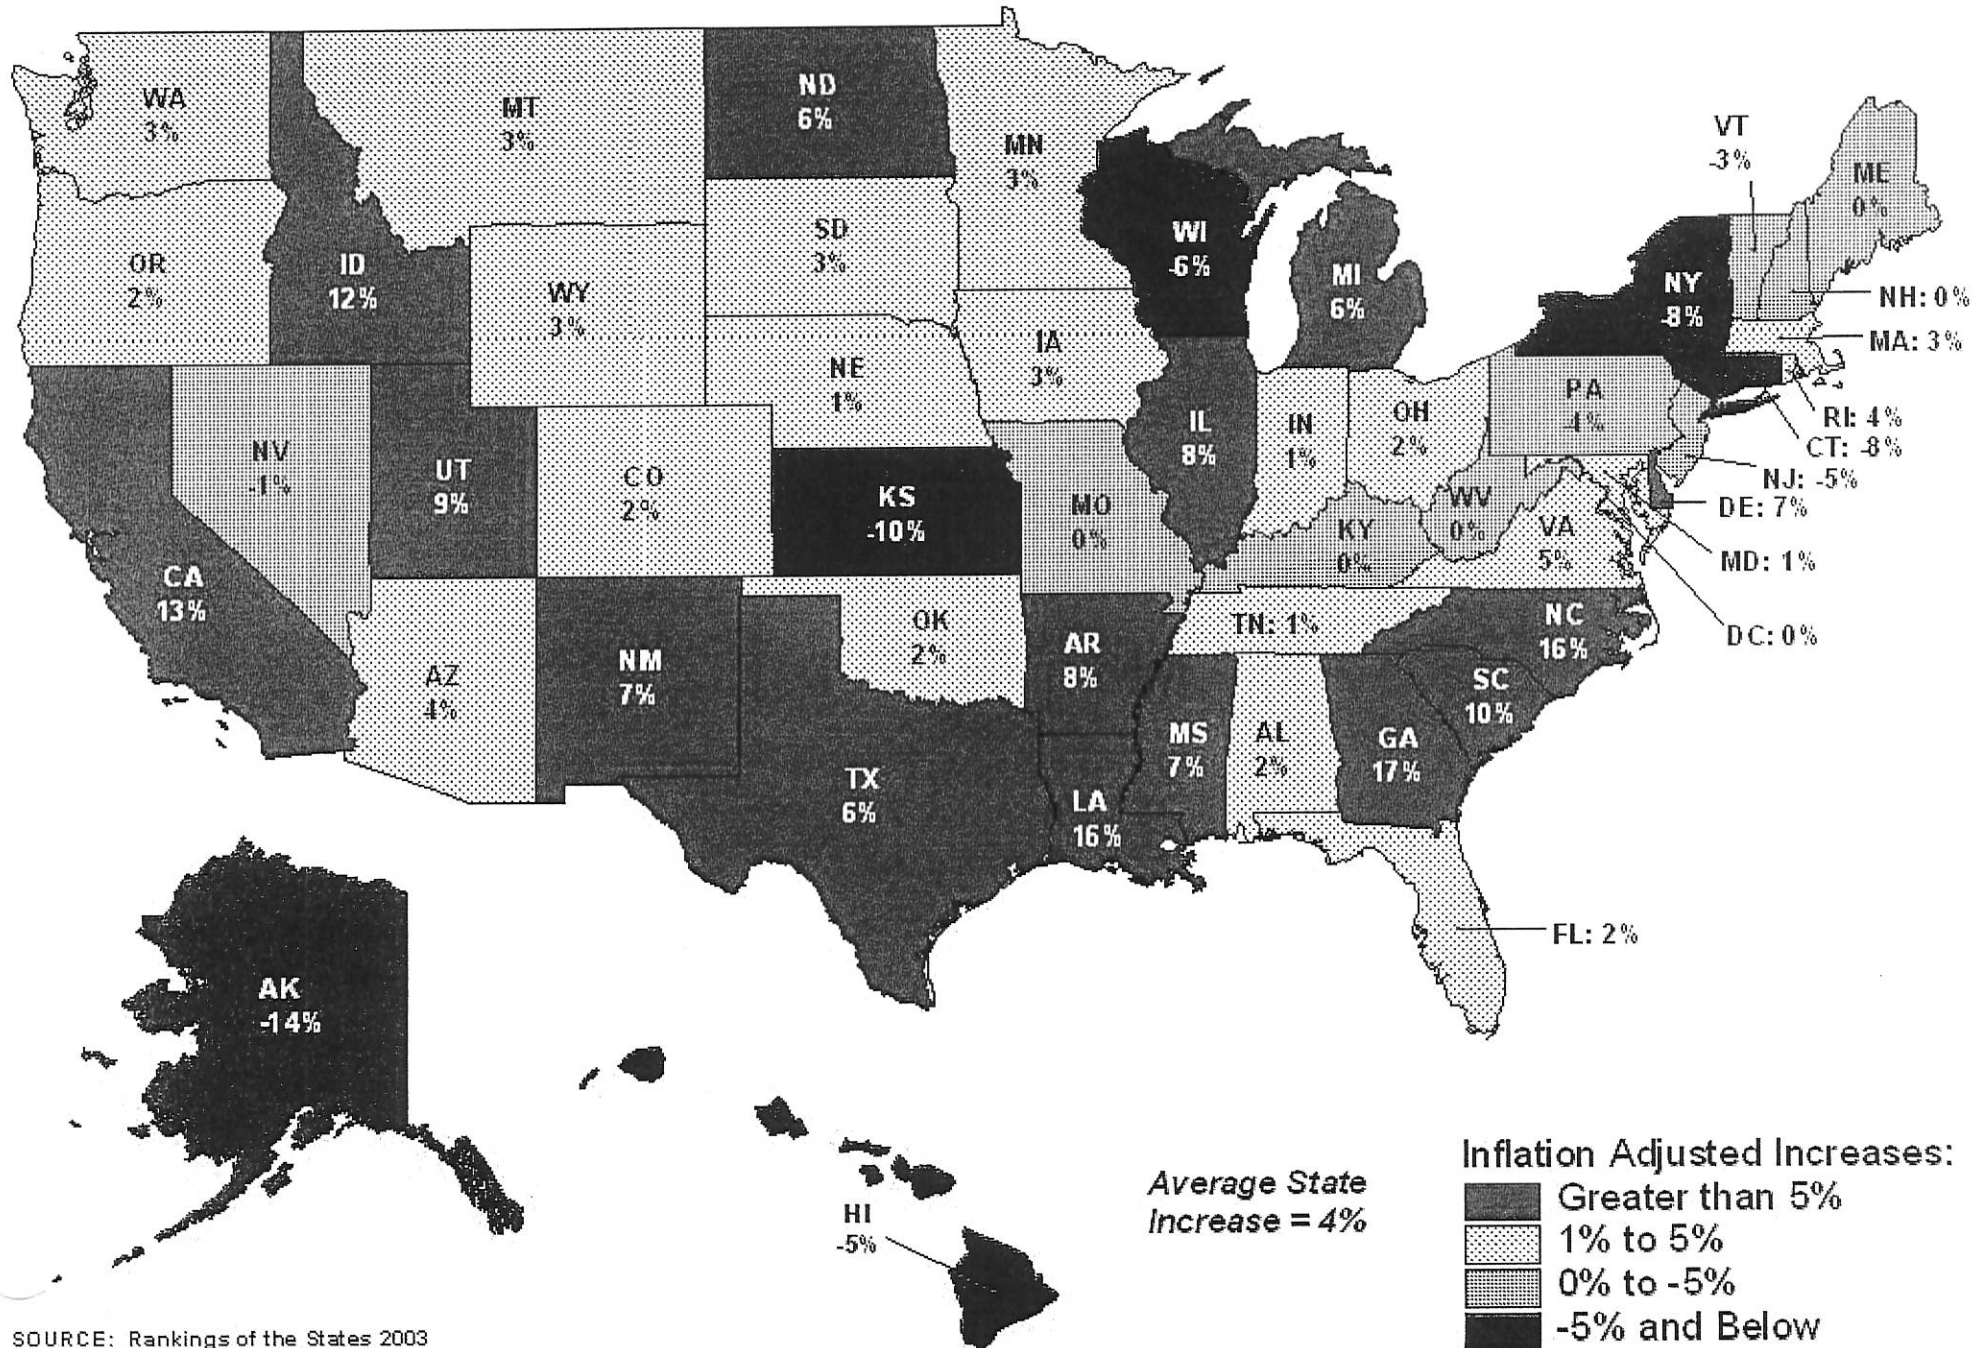 WA
3%
MT
3%
ND
6%
MN
3%
VT
-3%
ME
0%
OR
2%
ID
12%
WY
3%
SD
3%
WI
-6%
MI
6%
NY
-8%
NH: 0%
MA: 3%
IA
3%
NE
1%
NV
-1%
UT
9%
CO
2%
KS
-10%
MO
0%
IL
8%
IN
1%
OH
2%
PA
-4%
RI: 4%
CT: -8%
NJ: -5%
DE: 7%
WV
0%
KY
0%
VA
5%
MD: 1%
DC: 0%
CA
13%
AZ
4%
NM
7%
OK
2%
AR
8%
TN: 1%
NC
16%
SC
10%
TX
6%
LA
16%
MS
7%
AL
2%
GA
17%
FL: 2%
AK
-14%
HI
-5%
Average State
Increase = 4%
Inflation Adjusted Increases:
Greater than 5%
1% to 5%
0% to -5%
-5% and Below
SOURCE: Rankings of the States 2003